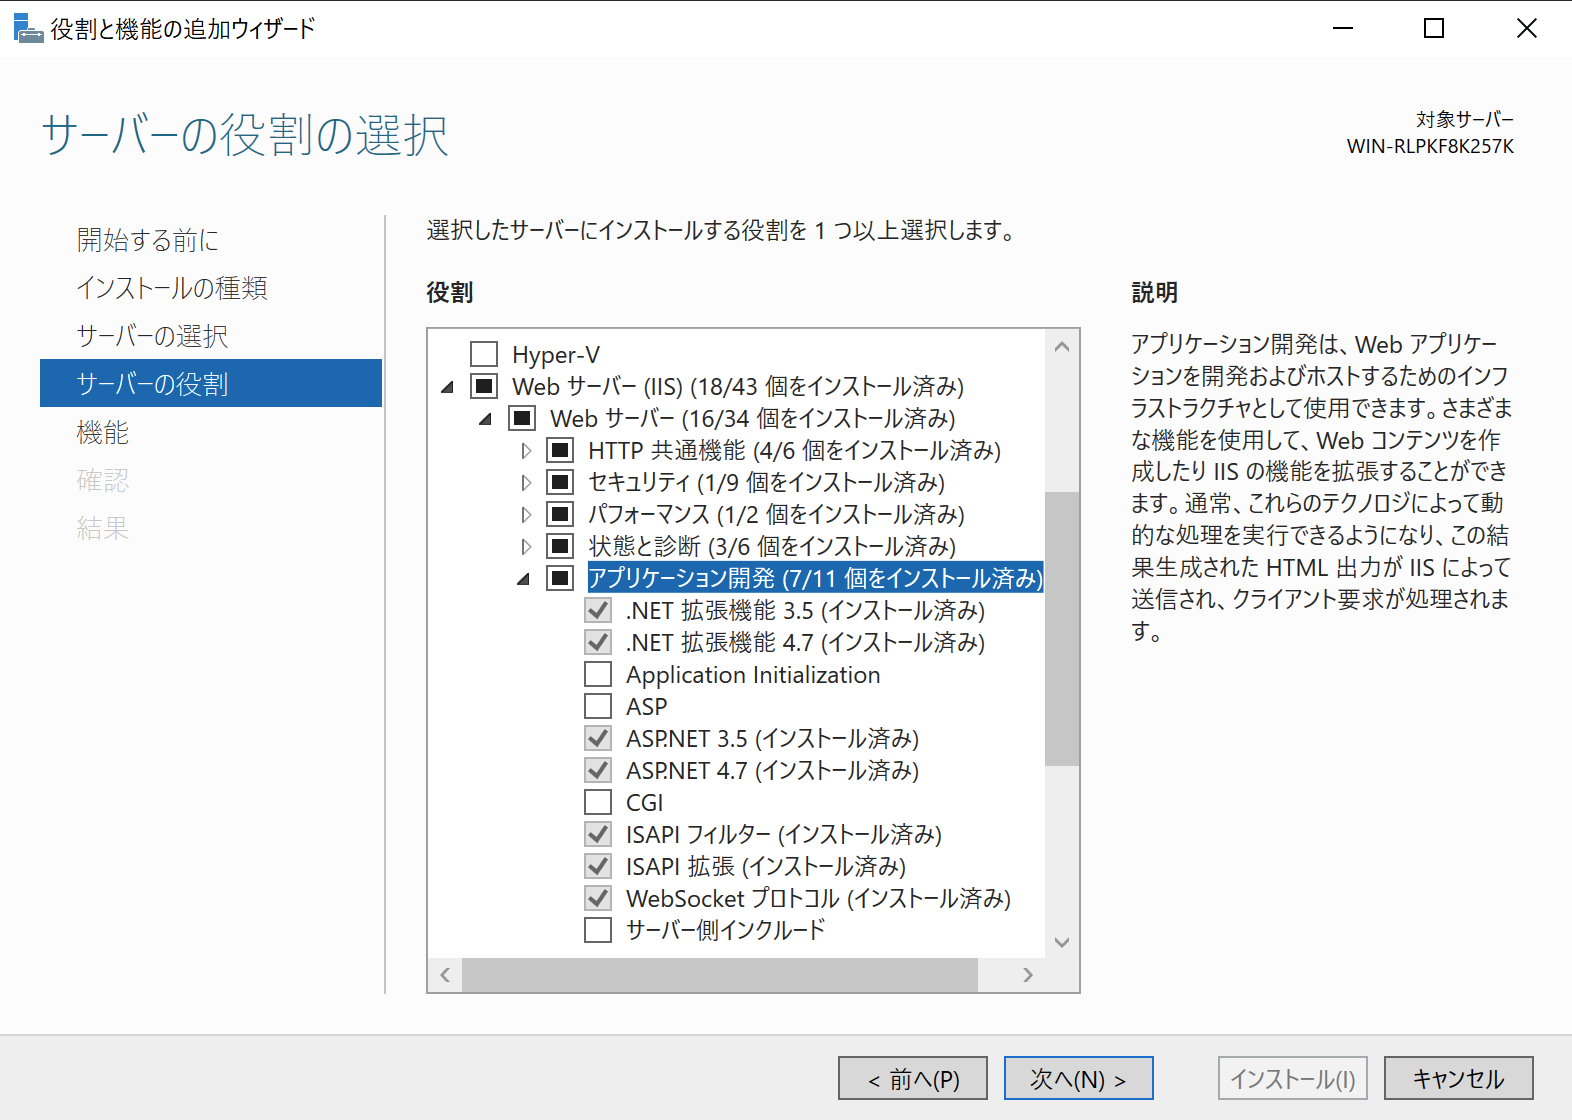 役割と機能の追加ウィザード
サーバーの役割の選択
対象サーバー
WIN-RLPKF8K257K
開始する前に
インストールの種類
サーバーの選択
サーバーの役割
機能
確認
結果
選択したサーバーにインストールする役割を 1 つ以上選択します。
役割
Hyper-V
Web サーバー (IIS) (18/43 個をインストール済み)
Web サーバー (16/34 個をインストール済み)
HTTP 共通機能 (4/6 個をインストール済み)
セキュリティ (1/9 個をインストール済み)
パフォーマンス (1/2 個をインストール済み)
状態と診断 (3/6 個をインストール済み)
アプリケーション開発 (7/11 個をインストール済み)
.NET 拡張機能 3.5 (インストール済み)
.NET 拡張機能 4.7 (インストール済み)
Application Initialization
ASP
ASP.NET 3.5 (インストール済み)
ASP.NET 4.7 (インストール済み)
CGI
ISAPI フィルター (インストール済み)
ISAPI 拡張 (インストール済み)
WebSocket プロトコル (インストール済み)
サーバー側インクルード
説明
アプリケーション開発は、Web アプリケー
ションを開発およびホストするためのインフ
ラストラクチャとして使用できます。さまざま
な機能を使用して、Web コンテンツを作
成したり IIS の機能を拡張することができ
ます。通常、これらのテクノロジによって動
的な処理を実行できるようになり、この結
果生成された HTML 出力が IIS によって
送信され、クライアント要求が処理されま
す。
< 前へ(P)
次へ(N) >
インストール(I)
キャンセル